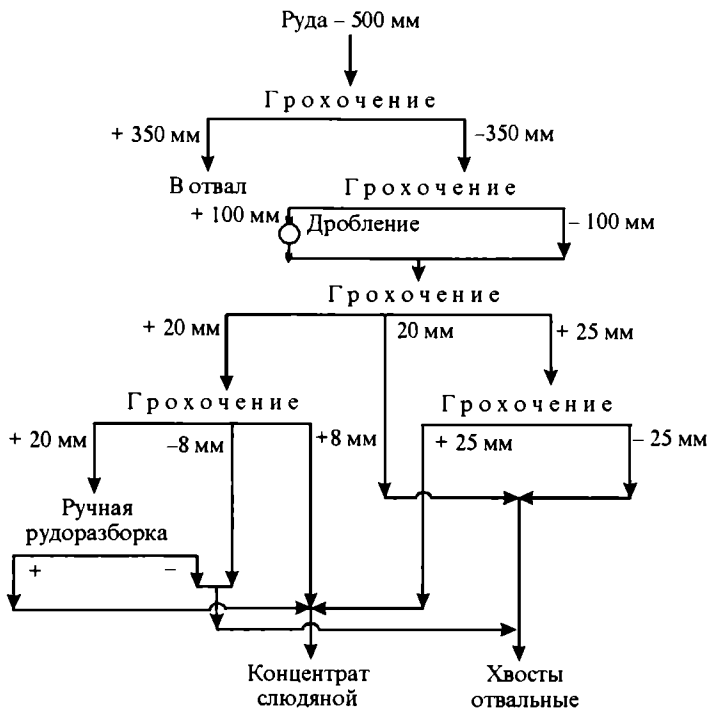 Руда – 500 мм
Грохочение
+ 350 мм
–350 мм
В отвал
Грохочение
+ 100 мм
Дробление
– 100 мм
Грохочение
+ 20 мм
20 мм
+ 25 мм
Грохочение
Грохочение
+ 20 мм
–8 мм
+8 мм
+ 25 мм
– 25 мм
Ручная
рудоразборка
+
–
Концентрат
слюдяной
Хвосты
отвальные